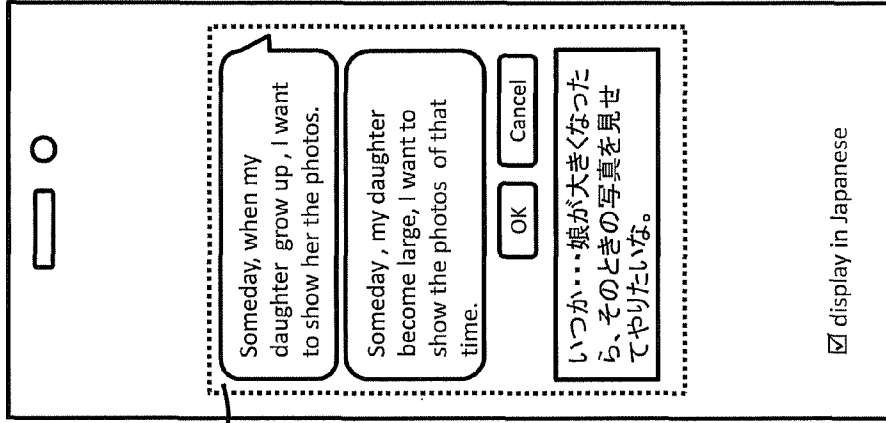 Someday, when my
daughter grow up , I want
to show her the photos.
Someday , my daughter
become large, I want to
show the photos of that
time.
OK
Cancel
いつか・・・娘が大きくなった
ら、そのときの写真を見せ
てやりたいな。
☑ display in Japanese